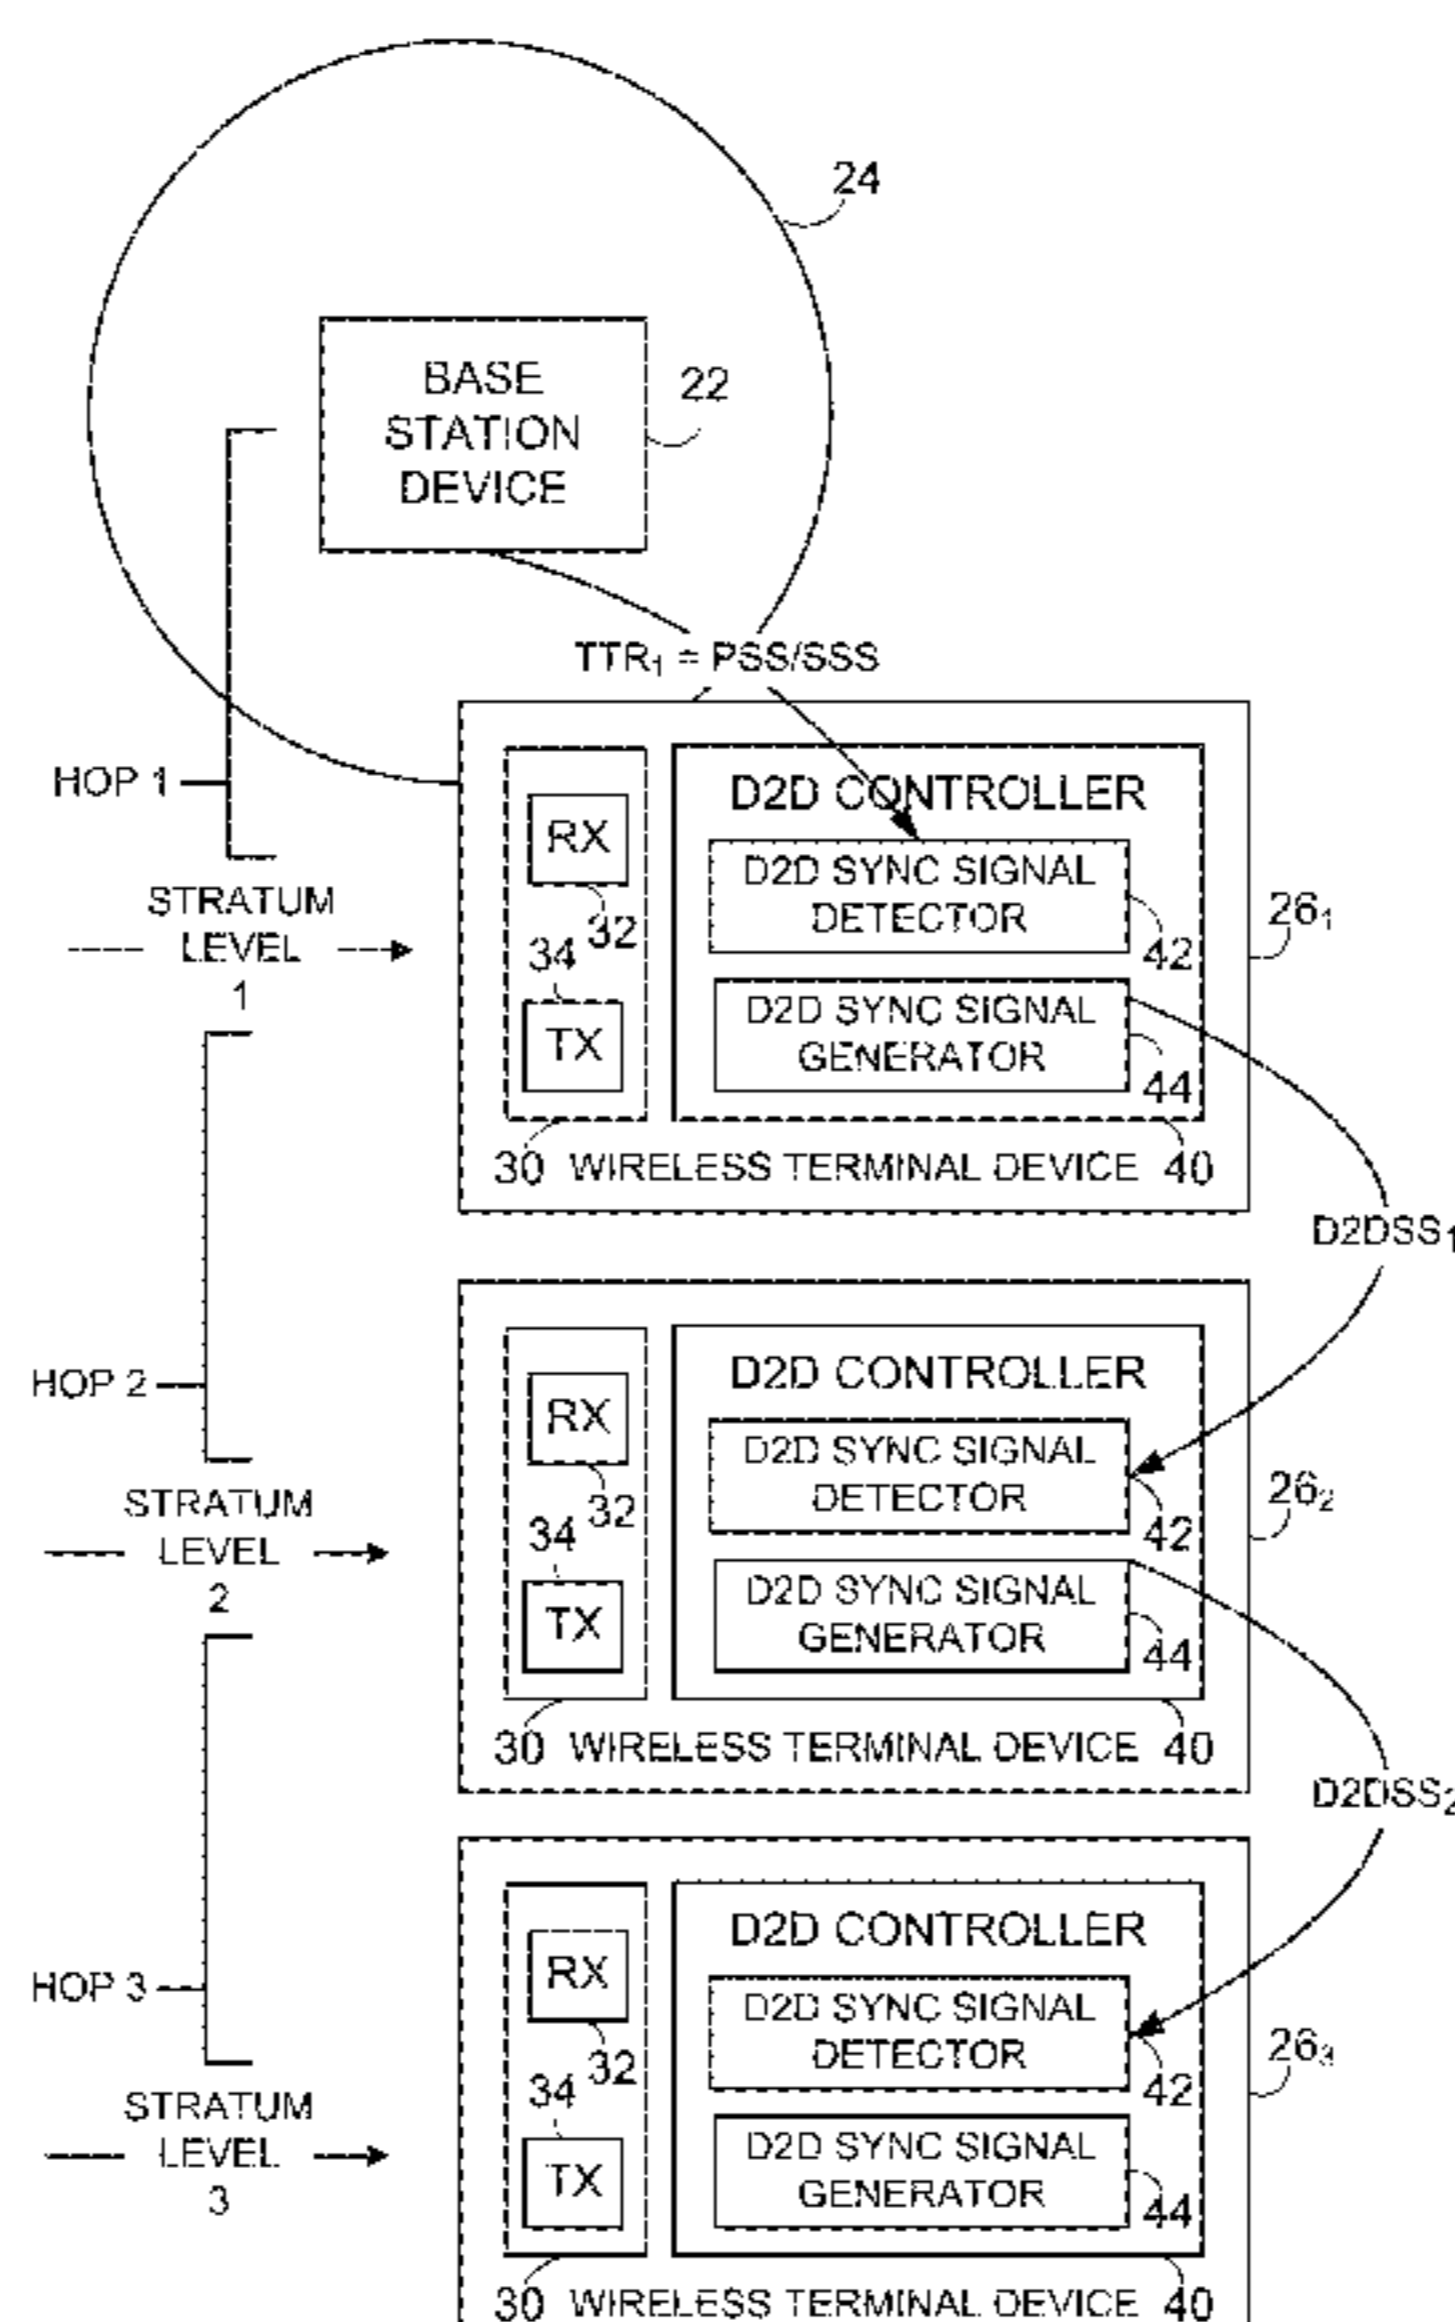 24
BASE
STATION
DEVICE
22
TTR₁ = PSS/SSS
HOP 1
D2D CONTROLLER
RX
D2D SYNC SIGNAL
DETECTOR
32
42
26₁
STRATUM
LEVEL
1
34
TX
D2D SYNC SIGNAL
GENERATOR
44
30 WIRELESS TERMINAL DEVICE 40
D2DSS₁
HOP 2
D2D CONTROLLER
RX
D2D SYNC SIGNAL
DETECTOR
32
42
26₂
STRATUM
LEVEL
2
34
TX
D2D SYNC SIGNAL
GENERATOR
44
30 WIRELESS TERMINAL DEVICE 40
D2DSS₂
HOP 3
D2D CONTROLLER
RX
D2D SYNC SIGNAL
DETECTOR
32
42
26₃
STRATUM
LEVEL
3
34
TX
D2D SYNC SIGNAL
GENERATOR
44
30 WIRELESS TERMINAL DEVICE 40